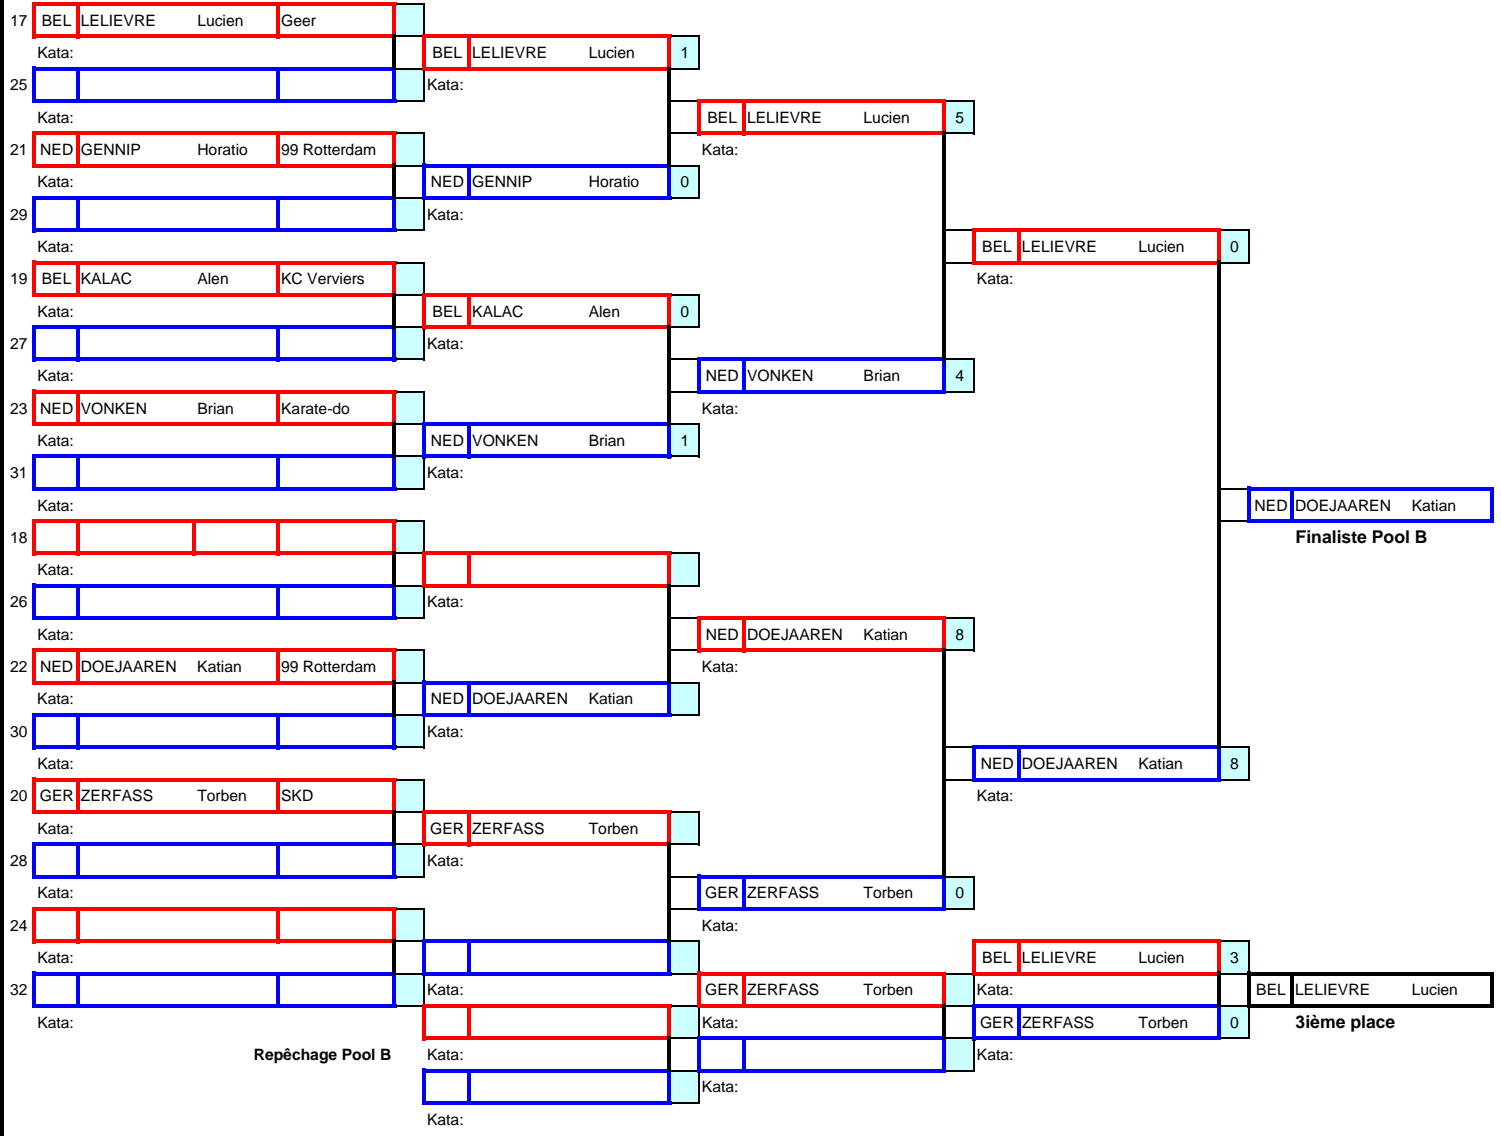 17 BEL LELIEVRE Lucien Geer
Kata: BEL LELIEVRE Lucien 1
25 Kata:
Kata: BEL LELIEVRE Lucien 5
21 NED GENNIP Horatio 99 Rotterdam Kata:
Kata: NED GENNIP Horatio 0
29 Kata:
Kata: BEL LELIEVRE Lucien 0
19 BEL KALAC Alen KC Verviers Kata:
Kata: BEL KALAC Alen 0
27 Kata:
Kata: NED VONKEN Brian 4
23 NED VONKEN Brian Karate-do Kata:
Kata: NED VONKEN Brian 1
31 Kata:
Kata: NED DOEJAAREN Katian
18 Finaliste Pool B
Kata:
26 Kata:
Kata: NED DOEJAAREN Katian 8
22 NED DOEJAAREN Katian 99 Rotterdam Kata:
Kata: NED DOEJAAREN Katian
30 Kata:
Kata: NED DOEJAAREN Katian 8
20 GER ZERFASS Torben SKD Kata:
Kata: GER ZERFASS Torben
28 Kata:
Kata: GER ZERFASS Torben 0
24 Kata:
Kata: BEL LELIEVRE Lucien 3
32 Kata: GER ZERFASS Torben Kata: BEL LELIEVRE Lucien
Kata: Kata: GER ZERFASS Torben 0 3ième place
Repêchage Pool B Kata: Kata:
Kata:
Kata: